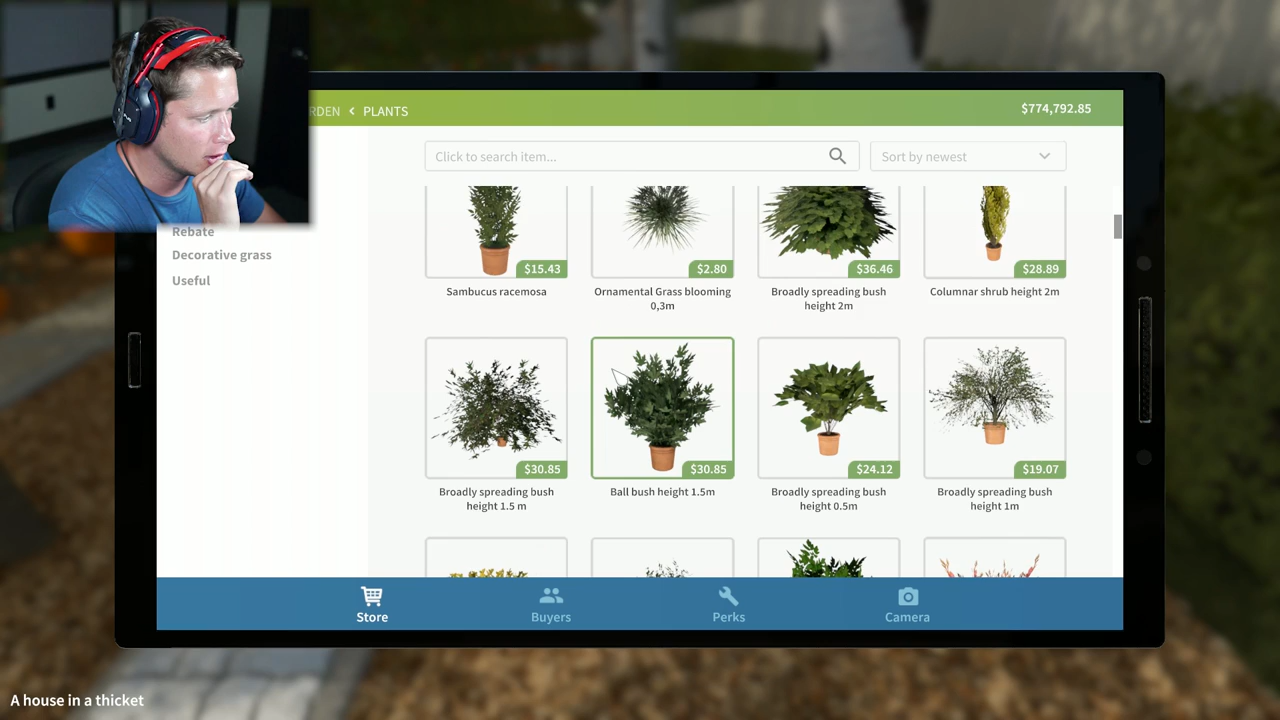 RDEN < PLANTS
$774,792.85
Click to search item...
Sort by newest
Rebate
Decorative grass
Useful
$15.43
$2.80
$36.46
$28.89
Sambucus racemosa
Ornamental Grass blooming
0,3m
Broadly spreading bush
height 2m
Columnar shrub height 2m
$30.85
$30.85
$24.12
$19.07
Broadly spreading bush
height 1.5 m
Ball bush height 1.5m
Broadly spreading bush
height 0.5m
Broadly spreading bush
height 1m
Store
Buyers
Perks
Camera
A house in a thicket